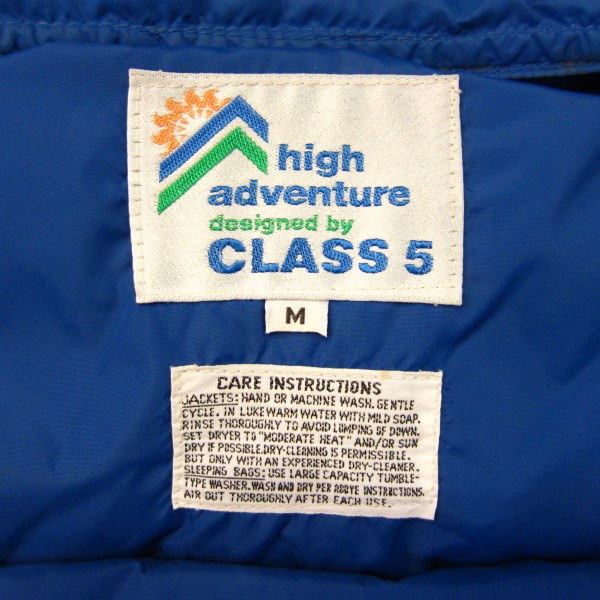 high
adventure
designed by
CLASS 5
M
CARE INSTRUCTIONS
JACKETS: HAND OR MACHINE WASH. GENTLE
CYCLE. IN LUKEWARM WATER WITH MILD SOAP.
RINSE THOROUGHLY TO AVOID LUMPING OF DOWN.
SET DRYER TO "MODERATE HEAT" AND/OR SUN
DRY IF POSSIBLE. DRY-CLEANING IS PERMISSIBLE.
BUT ONLY WITH AN EXPERIENCED DRY-CLEANER.
SLEEPING BAGS: USE LARGE CAPACITY TUMBLE-
TYPE WASHER. WASH AND DRY PER ABOVE INSTRUCTIONS.
AIR OUT THOROUGHLY AFTER EACH USE.